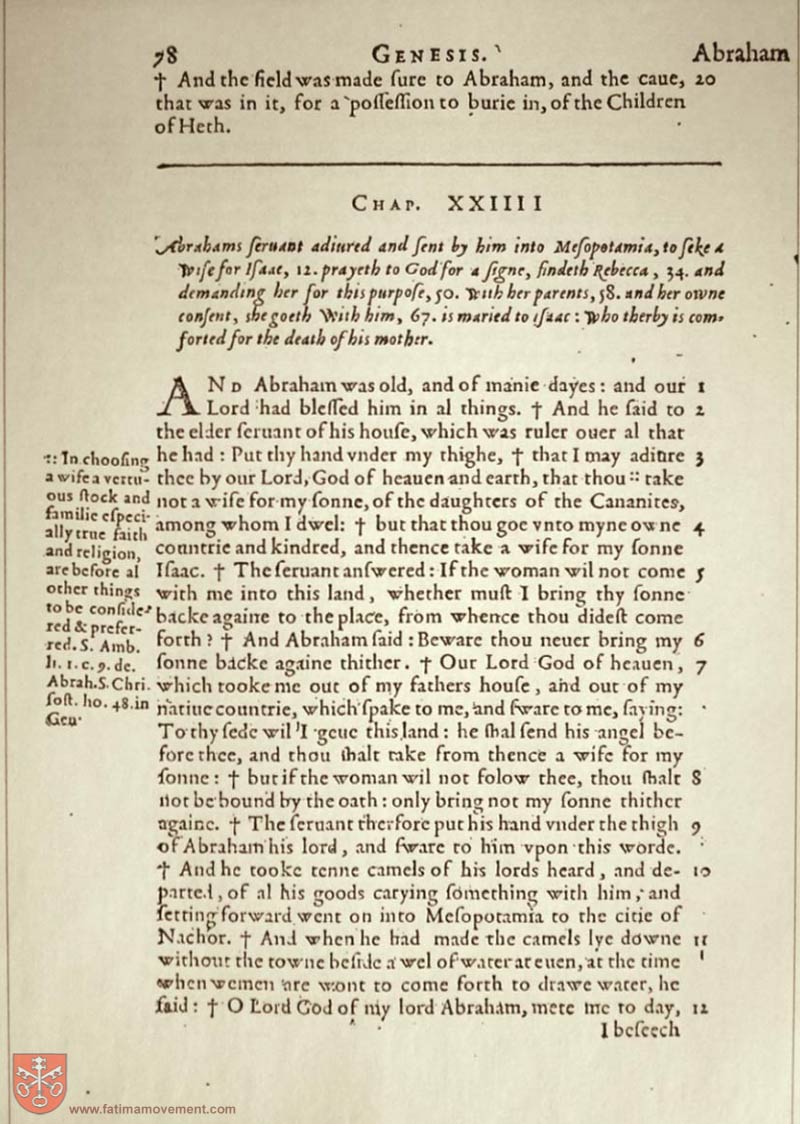 78 GENESIS. Abraham
† And the field was made ſure to Abraham, and the caue, 20
that was in it, for a poſſeſſion to burie in, of the Children
of Heth.
CHAP. XXIIII
Abrahams ſeruant adiured and ſent by him into Meſopotamia, to ſeke a
wife for Iſaac, 12. prayeth to God for a ſigne, findeth Rebecca, 34. and
demanding her for this purpoſe, 50. with her parents, 58. and her owne
conſent, she goeth with him, 67. is maried to iſaac: who therby is com-
forted for the death of his mother.
AND Abraham was old, and of manie dayes: and our 1
Lord had bleſſed him in al things. † And he ſaid to 2
the elder ſeruant of his houſe, which was ruler ouer al that
he had: Put thy hand vnder my thighe, † that I may adiure 3
thee by our Lord, God of heauen and earth, that thou :: take
not a wife for my ſonne, of the daughters of the Cananites,
among whom I dwel: † but that thou goe vnto myne owne 4
countrie and kindred, and thence take a wife for my ſonne
Iſaac. † The ſeruant anſwered: If the woman wil not come 5
with me into this land, whether muſt I bring thy ſonne
backe againe to the place, from whence thou dideſt come
forth? † And Abraham ſaid: Beware thou neuer bring my 6
ſonne backe againe thither. † Our Lord God of heauen, 7
which tooke me out of my fathers houſe, and out of my
natiue countrie, which ſpake to me, and ſware to me, ſaying:
To thy ſede wil I geue this land: he ſhal ſend his angel be-
fore thee, and thou ſhalt take from thence a wife for my
ſonne: † but if the woman wil not folow thee, thou ſhalt 8
not be bound by the oath: only bring not my ſonne thither
againe. † The ſeruant therfore put his hand vnder the thigh 9
of Abraham his lord, and ſware to him vpon this worde.
† And he tooke tenne camels of his lords heard, and de- 10
parted, of al his goods carying ſomething with him, and
ſetting forward went on into Meſopotamia to the citie of
Nachor. † And when he had made the camels lye downe 11
without the towne beſide a wel of water at euen, at the time
when wemen are wont to come forth to drawe water, he
ſaid: † O Lord God of my lord Abraham, mete me to day, 12
I beſeech
:: In chooſing
a wife a vertu-
ous ſtock and
familie eſpeci-
ally true faith
and religion,
are before al
other things
to be conſide-
red & prefer-
red. S. Amb.
li. 1. c. 9. de.
Abrah. S. Chri.
ſoſt. ho. 48. in
Gen.
www.fatimamovement.com